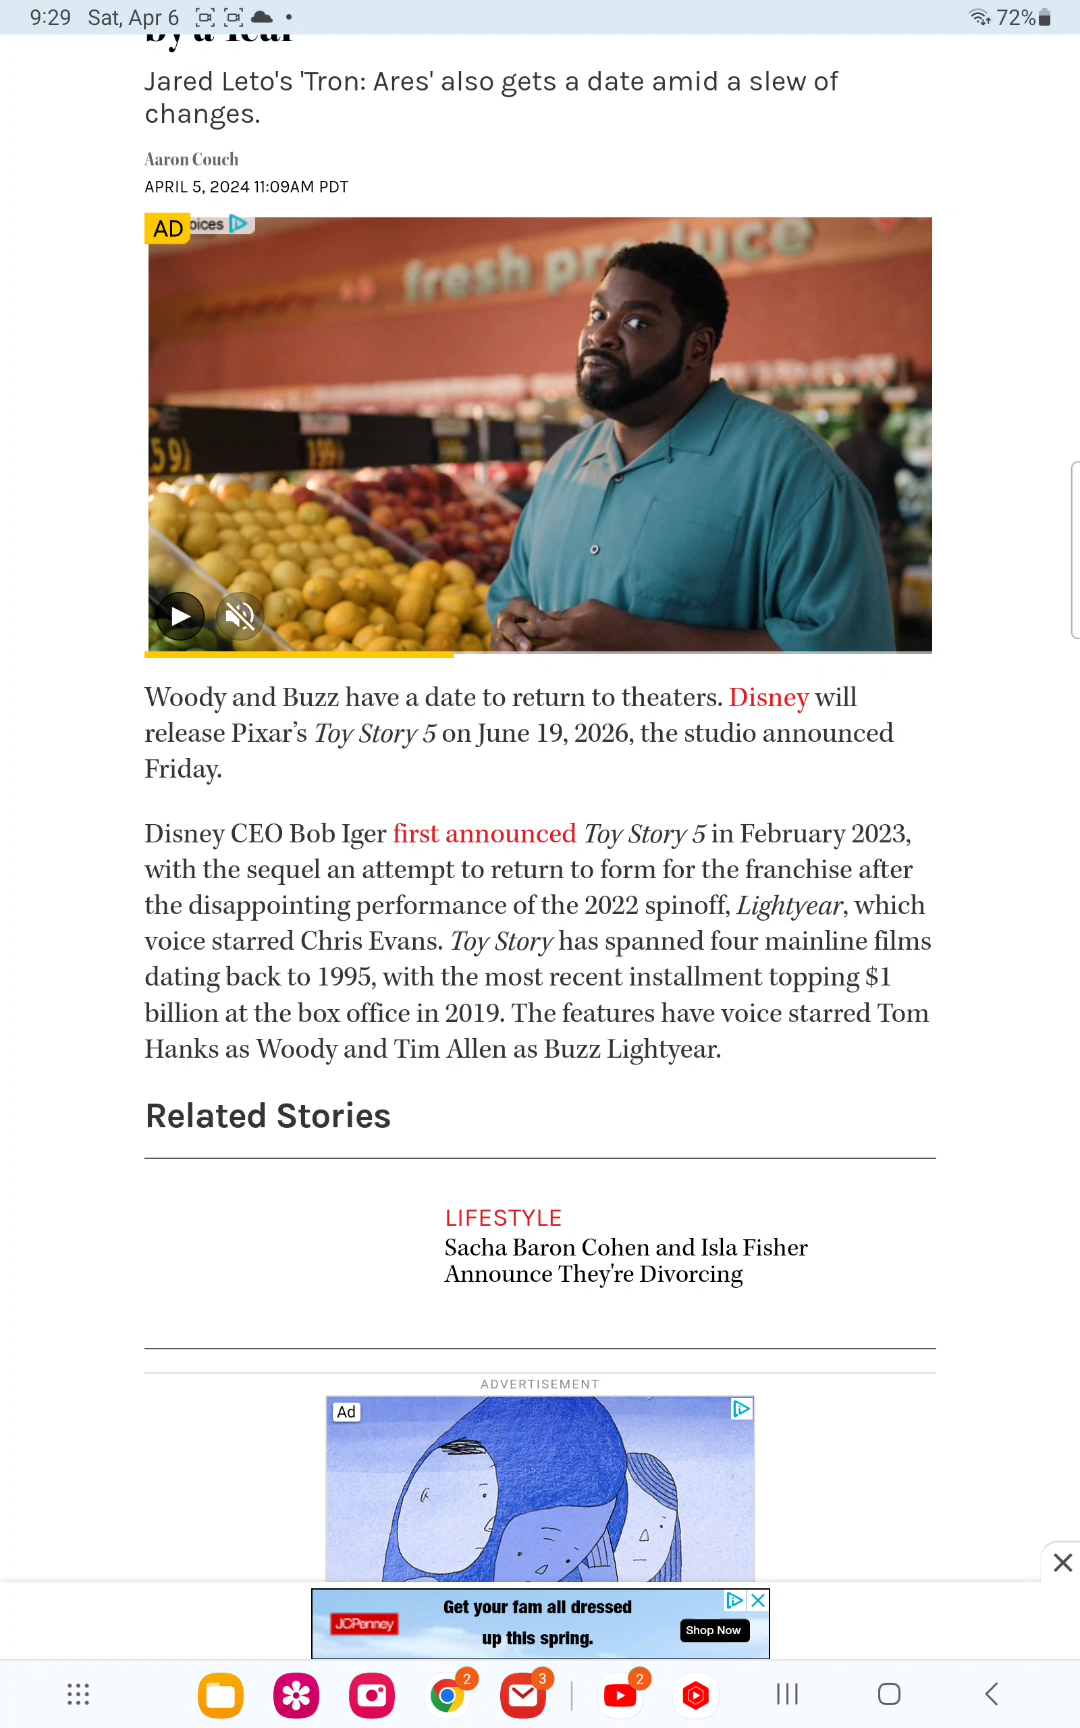 9:29 Sat, Apr 6
72%
by a Year
Jared Leto's 'Tron: Ares' also gets a date amid a slew of
changes.
Aaron Couch
APRIL 5, 2024 11:09AM PDT
AD oices
fresh produce
59
199
Woody and Buzz have a date to return to theaters. Disney will
release Pixar’s Toy Story 5 on June 19, 2026, the studio announced
Friday.
Disney CEO Bob Iger first announced Toy Story 5 in February 2023,
with the sequel an attempt to return to form for the franchise after
the disappointing performance of the 2022 spinoff, Lightyear, which
voice starred Chris Evans. Toy Story has spanned four mainline films
dating back to 1995, with the most recent installment topping $1
billion at the box office in 2019. The features have voice starred Tom
Hanks as Woody and Tim Allen as Buzz Lightyear.
Related Stories
LIFESTYLE
Sacha Baron Cohen and Isla Fisher
Announce They're Divorcing
ADVERTISEMENT
Ad
JCPenney
Get your fam all dressed
up this spring.
Shop Now
2
3
2